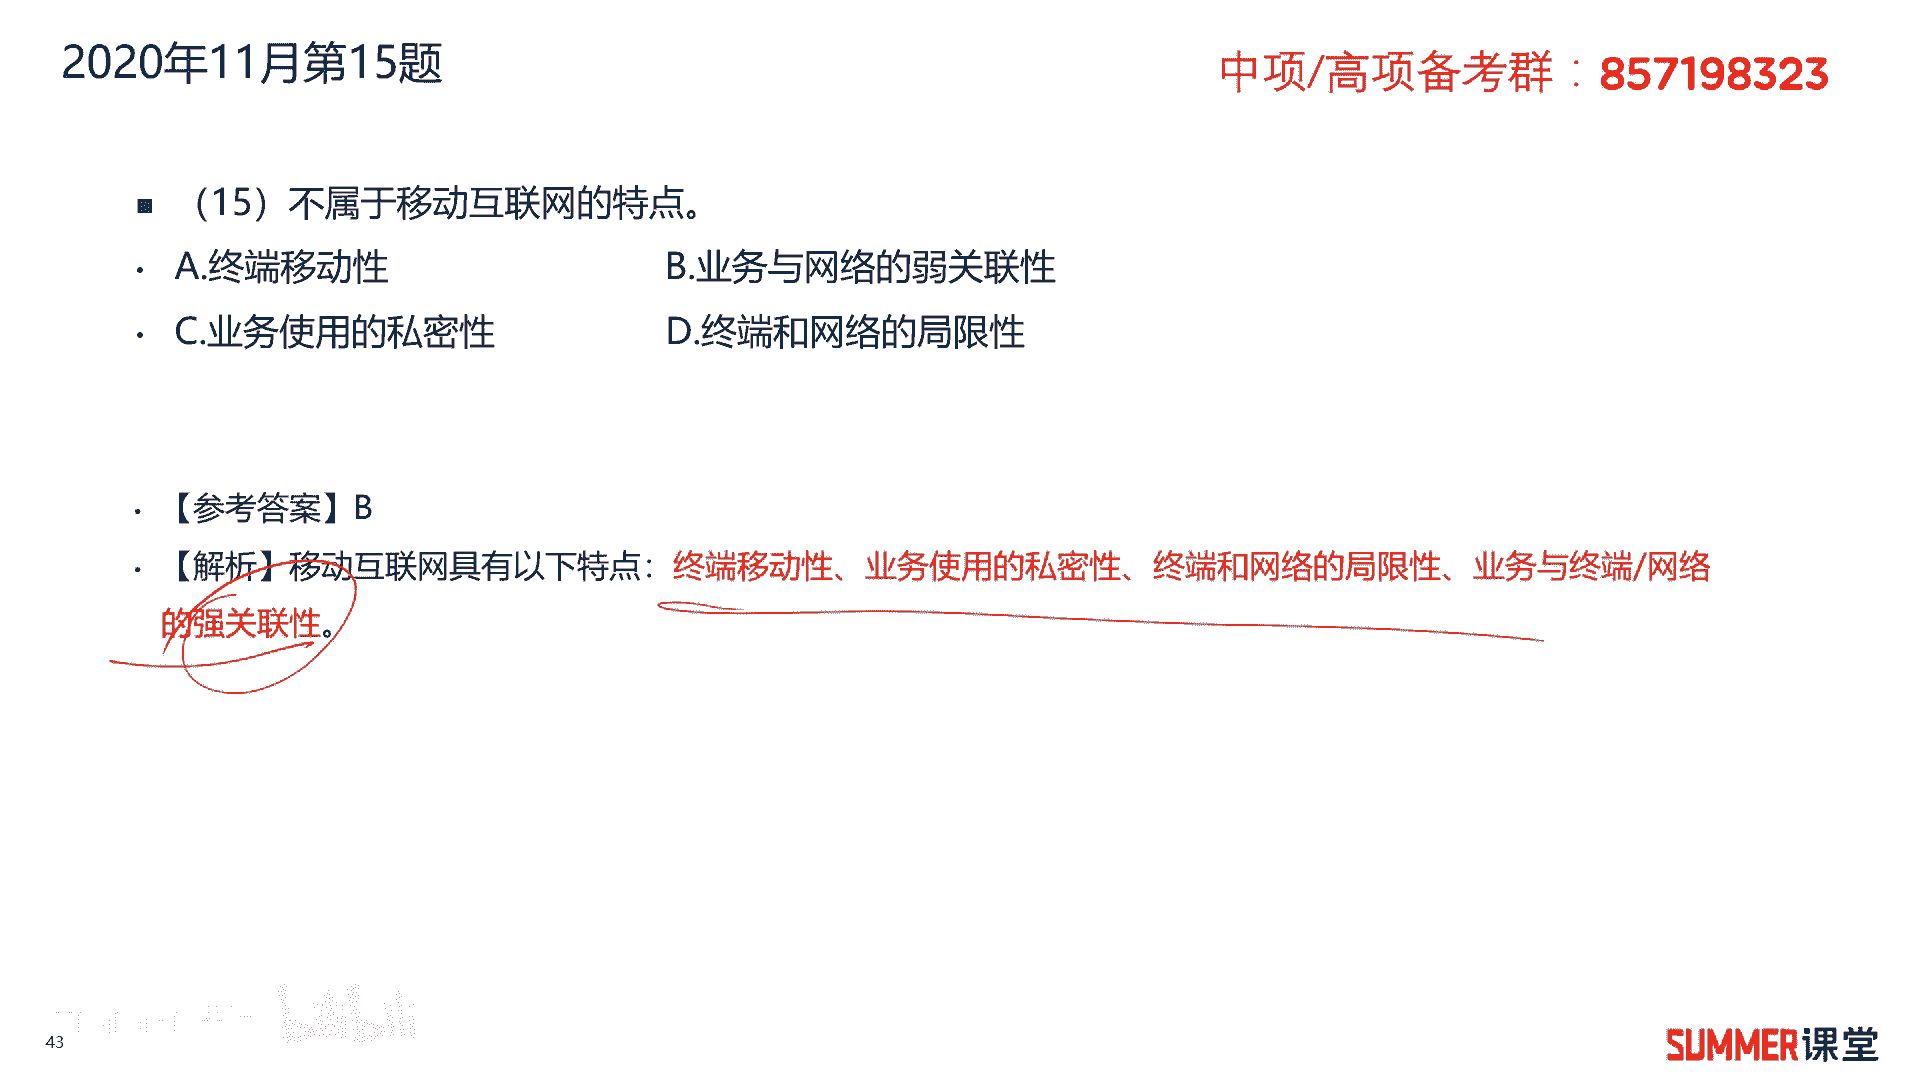 2020年11月第15题
中项/高项备考群：857198323
■ （15）不属于移动互联网的特点。
• A.终端移动性 B.业务与网络的弱关联性
• C.业务使用的私密性 D.终端和网络的局限性
• 【参考答案】B
• 【解析】移动互联网具有以下特点：终端移动性、业务使用的私密性、终端和网络的局限性、业务与终端/网络
的强关联性。
43
bilibili
SUMMER课堂